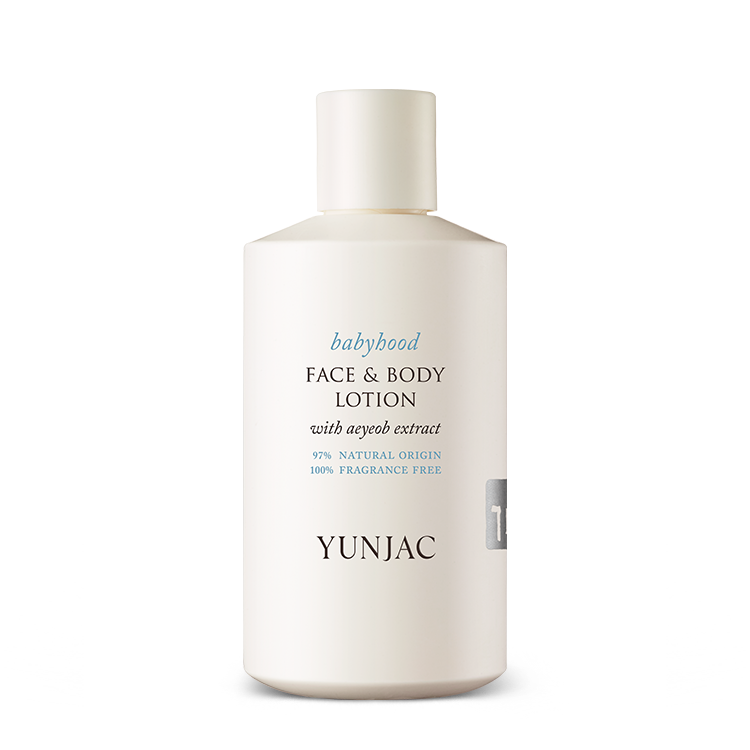 babyhood
FACE & BODY
LOTION
with aeyeob extract
97% NATURAL ORIGIN
100% FRAGRANCE FREE
YUNJAC